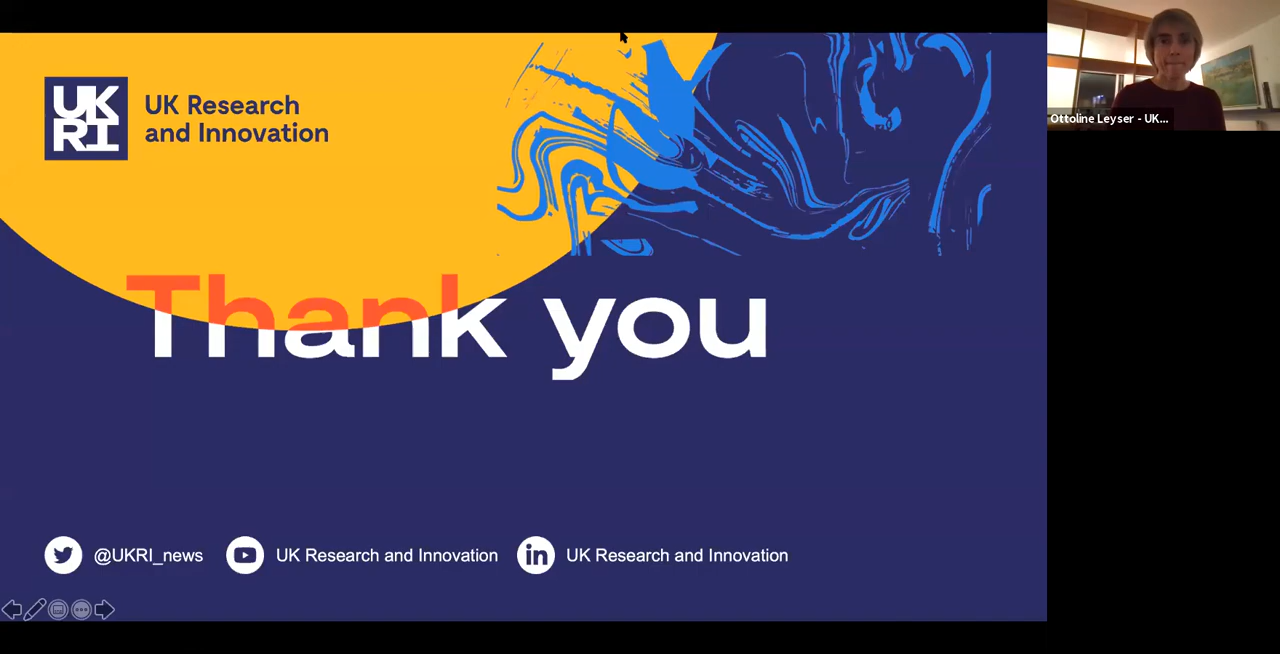 UK
RI
UK Research
and Innovation
Ottoline Leyser - UK...
Thank you
@UKRI_news
UK Research and Innovation
UK Research and Innovation